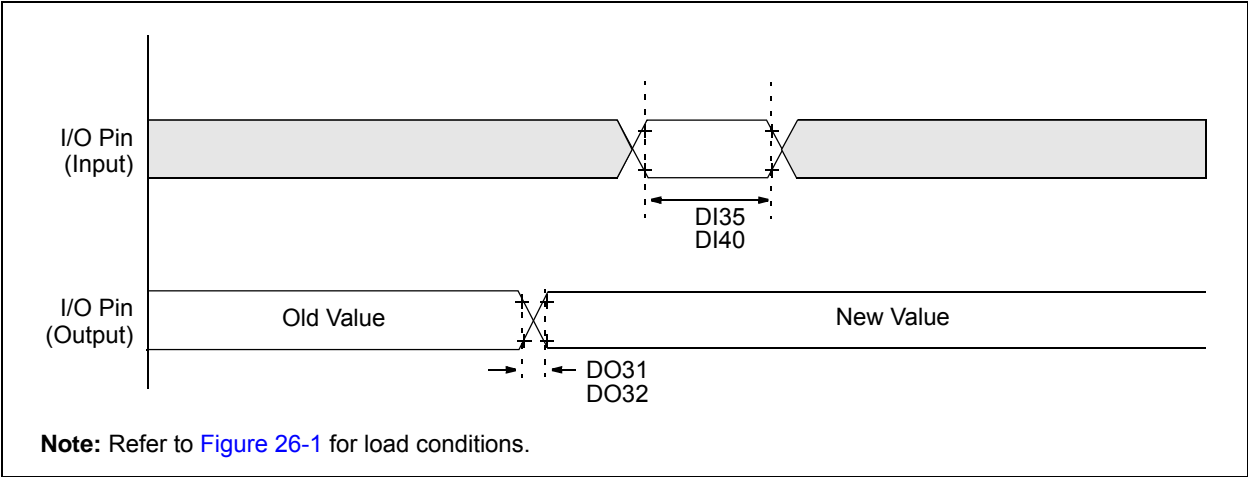 I/O Pin
(Input)
DI35
DI40
I/O Pin
(Output)
Old Value
New Value
DO31
DO32
Note: Refer to Figure 26-1 for load conditions.